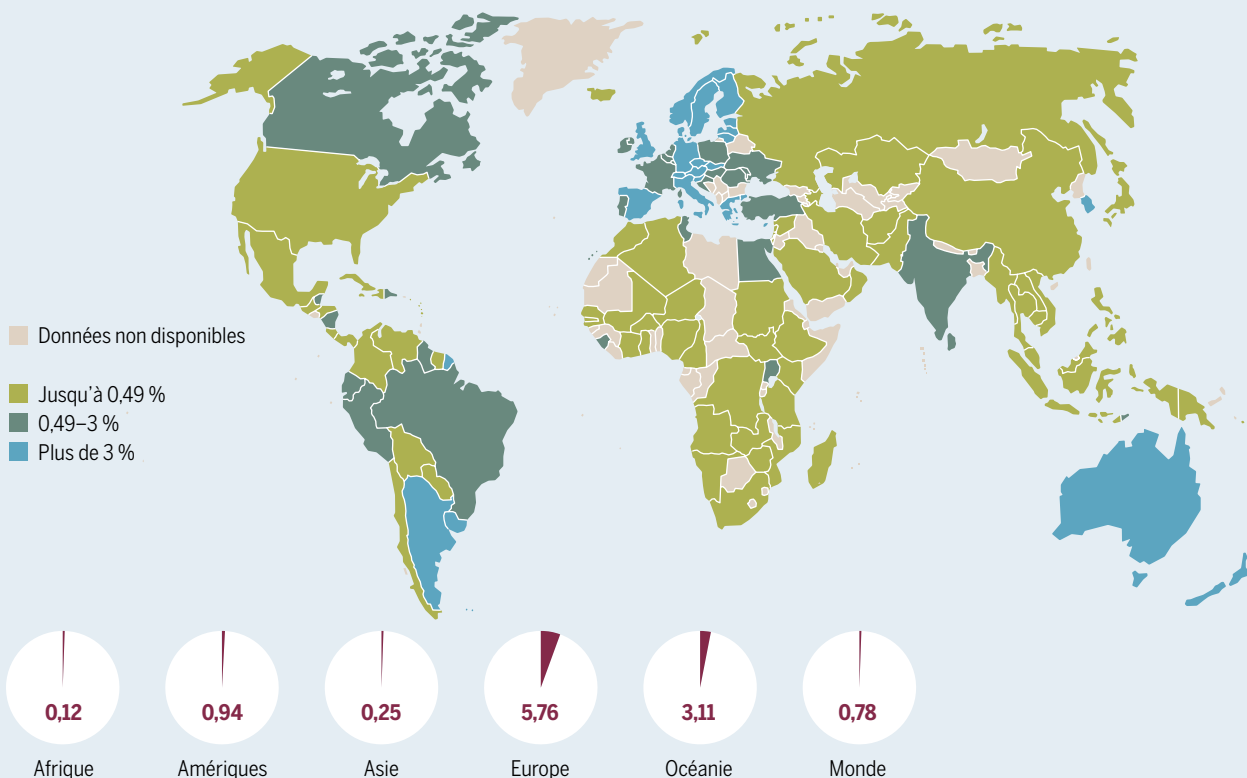 Données non disponibles
Jusqu'à 0,49 %
0,49–3 %
Plus de 3 %
0,12
0,94
0,25
5,76
3,11
0,78
Afrique
Amériques
Asie
Europe
Océanie
Monde